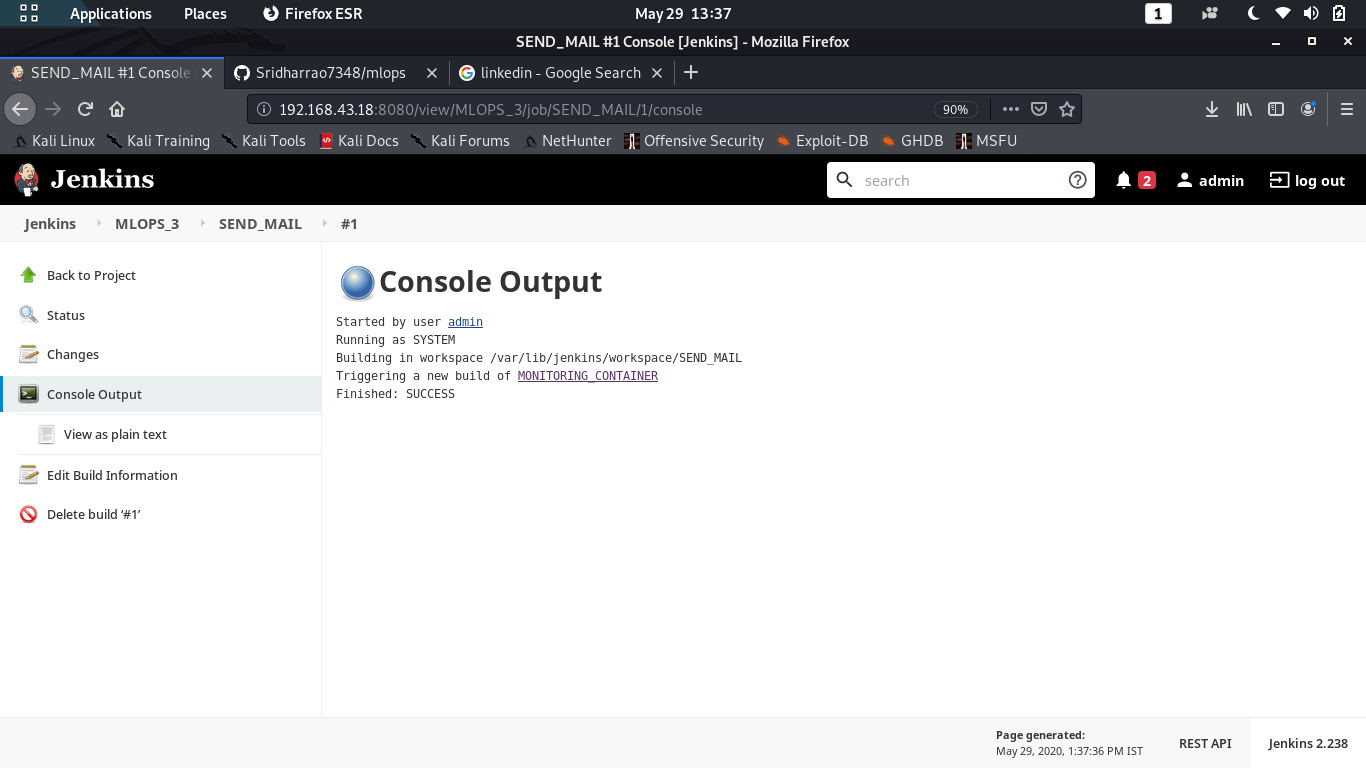 Applications Places Firefox ESR May 29 13:37 1
SEND_MAIL #1 Console [Jenkins] - Mozilla Firefox
SEND_MAIL #1 Console Sridharrao7348/mlops linkedin - Google Search
192.168.43.18:8080/view/MLOPS_3/job/SEND_MAIL/1/console 90%
Kali Linux Kali Training Kali Tools Kali Docs Kali Forums NetHunter Offensive Security Exploit-DB GHDB MSFU
Jenkins search 2 admin log out
Jenkins MLOPS_3 SEND_MAIL #1
Back to Project
Status
Changes
Console Output
View as plain text
Edit Build Information
Delete build ‘#1’
Console Output
Started by user admin
Running as SYSTEM
Building in workspace /var/lib/jenkins/workspace/SEND_MAIL
Triggering a new build of MONITORING_CONTAINER
Finished: SUCCESS
Page generated:
May 29, 2020, 1:37:36 PM IST
REST API
Jenkins 2.238